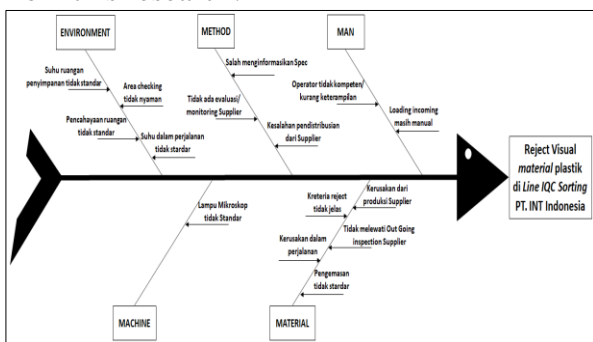 ENVIRONMENT
METHOD
MAN
Suhu ruangan
penyimpanan tidak standar
Area checking
tidak nyaman
Pencahayaan ruangan
tidak standar
Suhu dalam perjalanan
tidak stardar
Salah menginformasikan Spec
Tidak ada evaluasi/
monitoring Supplier
Kesalahan pendistribusian
dari Supplier
Operator tidak kompeten/
kurang keterampilan
Loading incoming
masih manual
Reject Visual
material plastik
di Line IQC Sorting
PT. INT Indonesia
Lampu Mikroskop
tidak Standar
Kreteria reject
tidak jelas
Kerusakan dari
produksi Supplier
Tidak melewati Out Going
inspection Supplier
Kerusakan dalam
perjalanan
Pengemasan
tidak stardar
MACHINE
MATERIAL